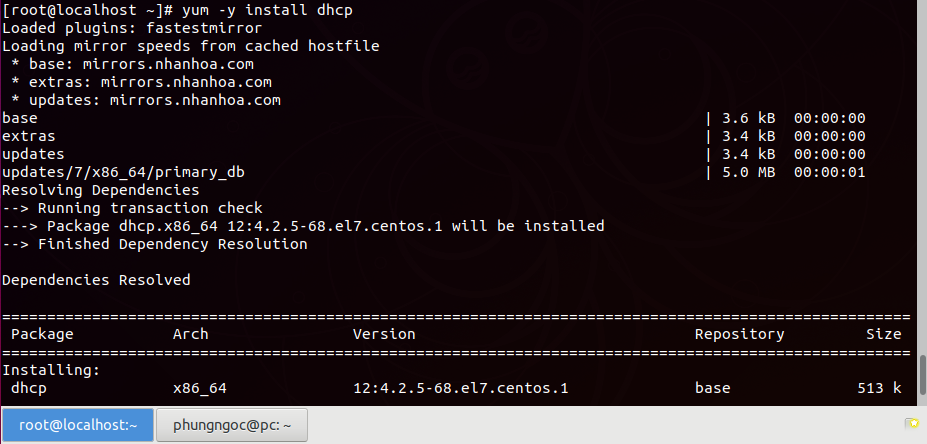 [root@localhost ~]# yum -y install dhcp
Loaded plugins: fastestmirror
Loading mirror speeds from cached hostfile
 * base: mirrors.nhanhoa.com
 * extras: mirrors.nhanhoa.com
 * updates: mirrors.nhanhoa.com
base | 3.6 kB 00:00:00
extras | 3.4 kB 00:00:00
updates | 3.4 kB 00:00:00
updates/7/x86_64/primary_db | 5.0 MB 00:00:01
Resolving Dependencies
--> Running transaction check
---> Package dhcp.x86_64 12:4.2.5-68.el7.centos.1 will be installed
--> Finished Dependency Resolution
Dependencies Resolved
=====================================================================================================
Package Arch Version Repository Size
=====================================================================================================
Installing:
dhcp x86_64 12:4.2.5-68.el7.centos.1 base 513 k
root@localhost:~ phungngoc@pc: ~